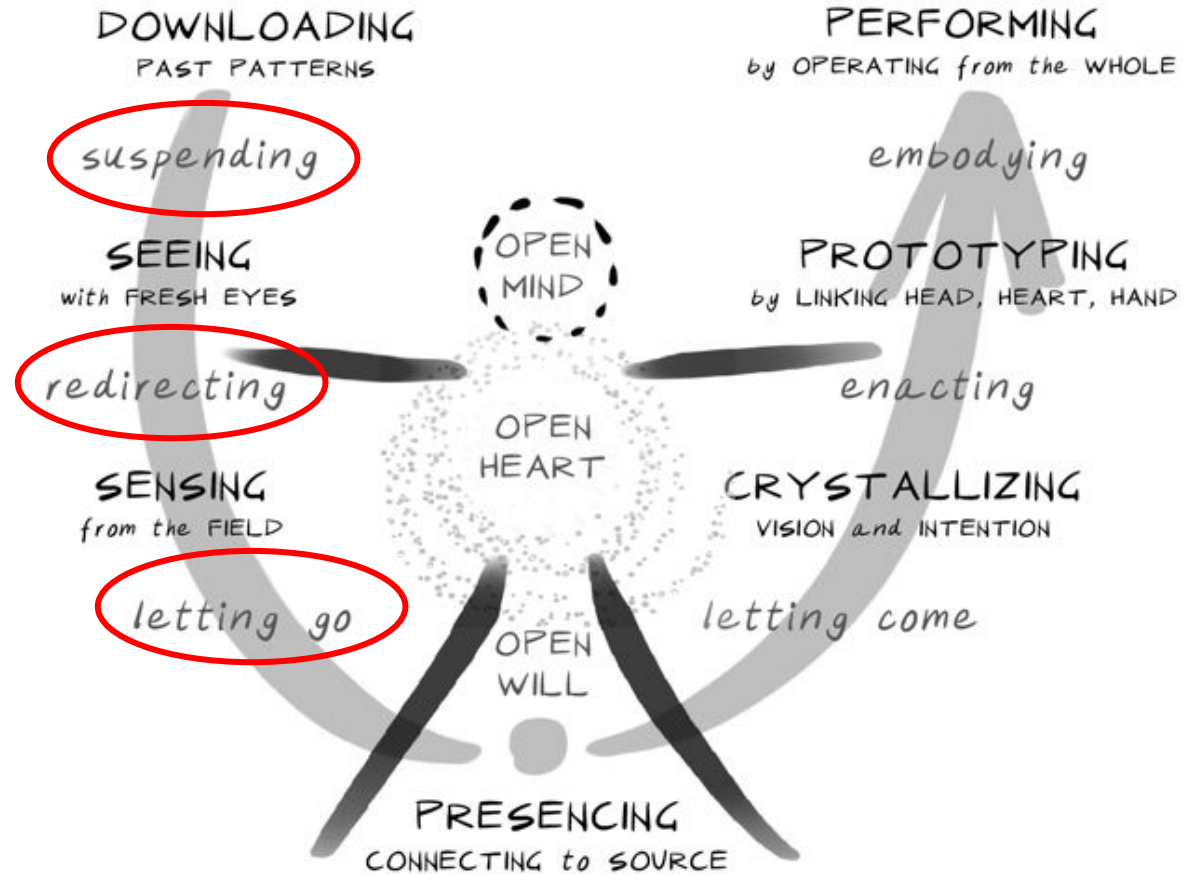 DOWNLOADING
PAST PATTERNS
suspending
SEEING
with FRESH EYES
redirecting
SENSING
from the FIELD
letting go
OPEN
MIND
OPEN
HEART
OPEN
WILL
PRESENCING
CONNECTING to SOURCE
PERFORMING
by OPERATING from the WHOLE
embodying
PROTOTYPING
by LINKING HEAD, HEART, HAND
enacting
CRYSTALLIZING
VISION and INTENTION
letting come